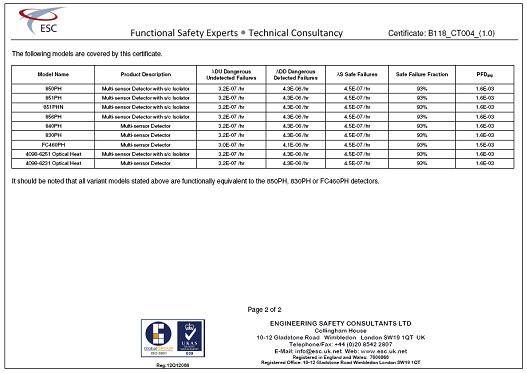 ESC
Functional Safety Experts • Technical Consultancy
Certificate: B118_CT004_(1.0)
The following models are covered by this certificate.
Model Name Product Description λDU Dangerous Undetected Failures λDD Dangerous Detected Failures λS Safe Failures Safe Failure Fraction PFDavg
850PH Multi-sensor Detector with s/c Isolator 3.2E-07 /hr 4.3E-06 /hr 4.5E-07 /hr 93% 1.6E-03
851PH Multi-sensor Detector with s/c Isolator 3.2E-07 /hr 4.3E-06 /hr 4.5E-07 /hr 93% 1.6E-03
851PHN Multi-sensor Detector with s/c Isolator 3.2E-07 /hr 4.3E-06 /hr 4.5E-07 /hr 93% 1.6E-03
856PH Multi-sensor Detector with s/c Isolator 3.2E-07 /hr 4.3E-06 /hr 4.5E-07 /hr 93% 1.6E-03
840PH Multi-sensor Detector 3.2E-07 /hr 4.3E-06 /hr 4.5E-07 /hr 93% 1.6E-03
830PH Multi-sensor Detector 3.2E-07 /hr 4.3E-06 /hr 4.5E-07 /hr 93% 1.6E-03
FC460PH Multi-sensor Detector 3.0E-07 /hr 4.1E-06 /hr 4.5E-07 /hr 93% 1.5E-03
4098-5251 Optical Heat Multi-sensor Detector with s/c Isolator 3.2E-07 /hr 4.3E-06 /hr 4.5E-07 /hr 93% 1.6E-03
4098-5231 Optical Heat Multi-sensor Detector 3.2E-07 /hr 4.3E-06 /hr 4.5E-07 /hr 93% 1.6E-03
It should be noted that all variant models stated above are functionally equivalent to the 850PH, 830PH or FC460PH detectors.
Page 2 of 2
ENGINEERING SAFETY CONSULTANTS LTD
Collingham House
10-12 Gladstone Road Wimbledon London SW19 1QT UK
Telephone/Fax: +44 (0)20 8542 2807
E-Mail: info@esc.uk.net Web: www.esc.uk.net
Registered in England and Wales: 7006868
Registered Office: 10-12 Gladstone Road Wimbledon London SW19 1QT
UKAS
ISO 9001
Reg:12Q12086